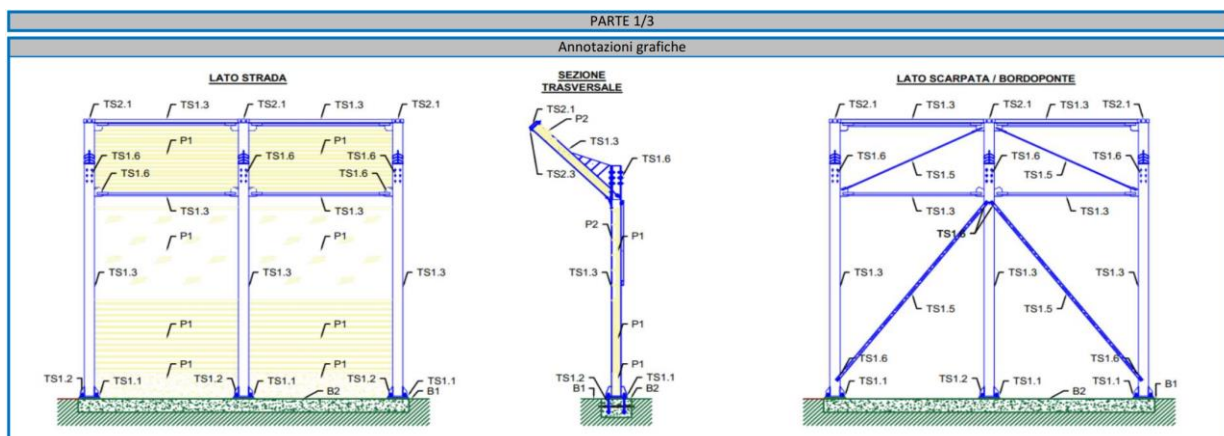 PARTE 1/3
Annotazioni grafiche
LATO STRADA
TS2.1 TS1.3 TS2.1 TS1.3 TS2.1
P1 P1
TS1.6 TS1.6 TS1.6
TS1.6 TS1.6
TS1.3 TS1.3
P1 P1
TS1.3 TS1.3 TS1.3
P1 P1
P1 P1
TS1.2 TS1.1 TS1.2 TS1.1 TS1.2 TS1.1
B2 B1
SEZIONE
TRASVERSALE
TS2.1
P2
TS1.3
TS1.6
TS2.3
P2 P1
TS1.3
P1
P1
TS1.2 TS1.1
B1 B2
LATO SCARPATA / BORDOPONTE
TS2.1 TS1.3 TS2.1 TS1.3 TS2.1
TS1.6 TS1.6 TS1.6
TS1.5 TS1.5
TS1.3 TS1.3
TS1.6
TS1.3 TS1.3 TS1.3
TS1.5 TS1.5
TS1.6 TS1.6
TS1.1 TS1.2 TS1.1 TS1.1
B2 B1